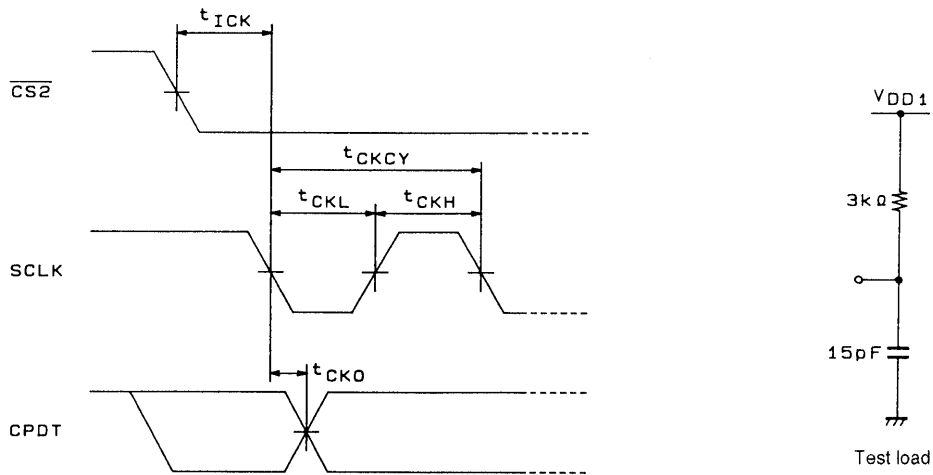 tICK
CS2
VDD1
tCKCY
tCKL
tCKH
3kΩ
SCLK
15pF
tCKO
CPDT
Test load